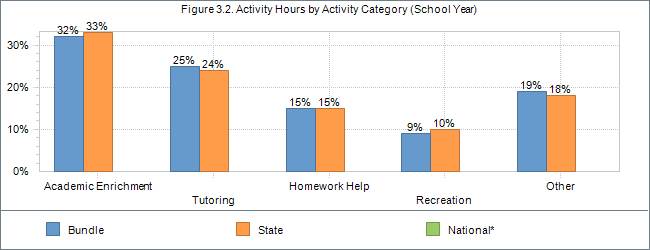 Figure 3.2. Activity Hours by Activity Category (School Year)
32% 33%
30%
25% 24%
20%
19% 18%
15% 15%
10%
9% 10%
0%
Academic Enrichment Homework Help Other
Tutoring Recreation
Bundle State National*